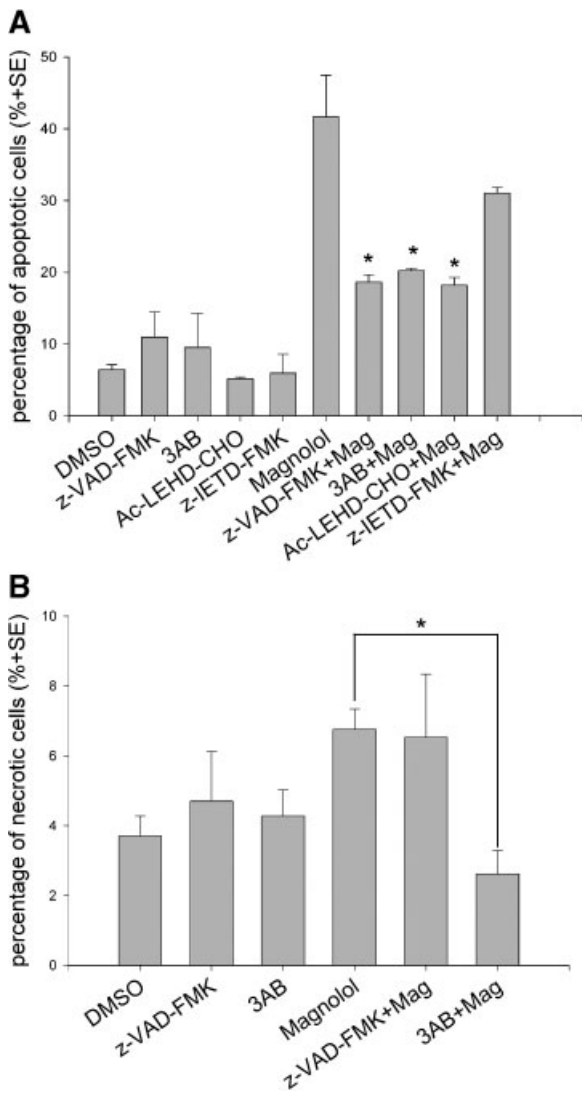 A
percentage of apoptotic cells (%+SE)
50
40
30
20
10
0
*
*
*
DMSO
z-VAD-FMK
3AB
Ac-LEHD-CHO
z-IETD-FMK
Magnolol
z-VAD-FMK+Mag
3AB+Mag
Ac-LEHD-CHO+Mag
z-IETD-FMK+Mag
B
percentage of necrotic cells (%+SE)
10
8
6
4
2
0
*
DMSO
z-VAD-FMK
3AB
Magnolol
z-VAD-FMK+Mag
3AB+Mag